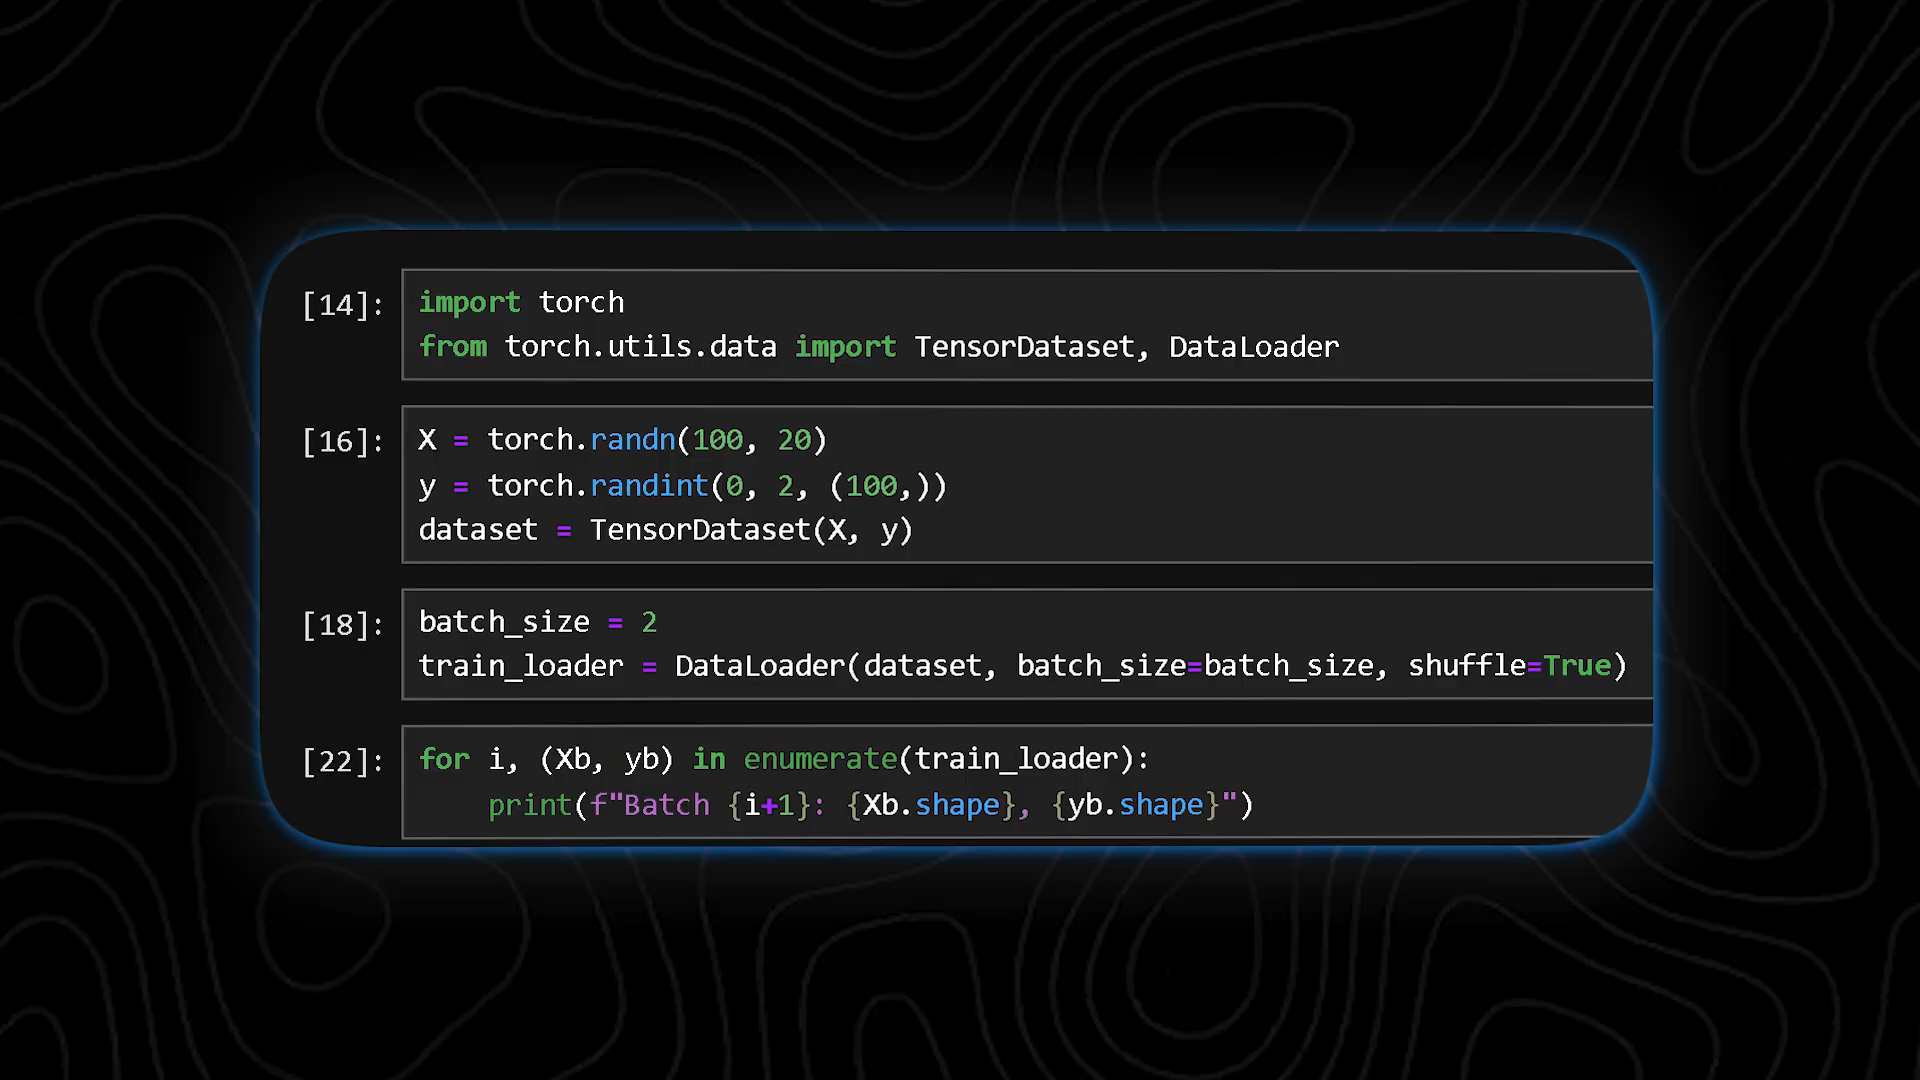 [14]: import torch
from torch.utils.data import TensorDataset, DataLoader
[16]: X = torch.randn(100, 20)
y = torch.randint(0, 2, (100,))
dataset = TensorDataset(X, y)
[18]: batch_size = 2
train_loader = DataLoader(dataset, batch_size=batch_size, shuffle=True)
[22]: for i, (Xb, yb) in enumerate(train_loader):
    print(f"Batch {i+1}: {Xb.shape}, {yb.shape}")